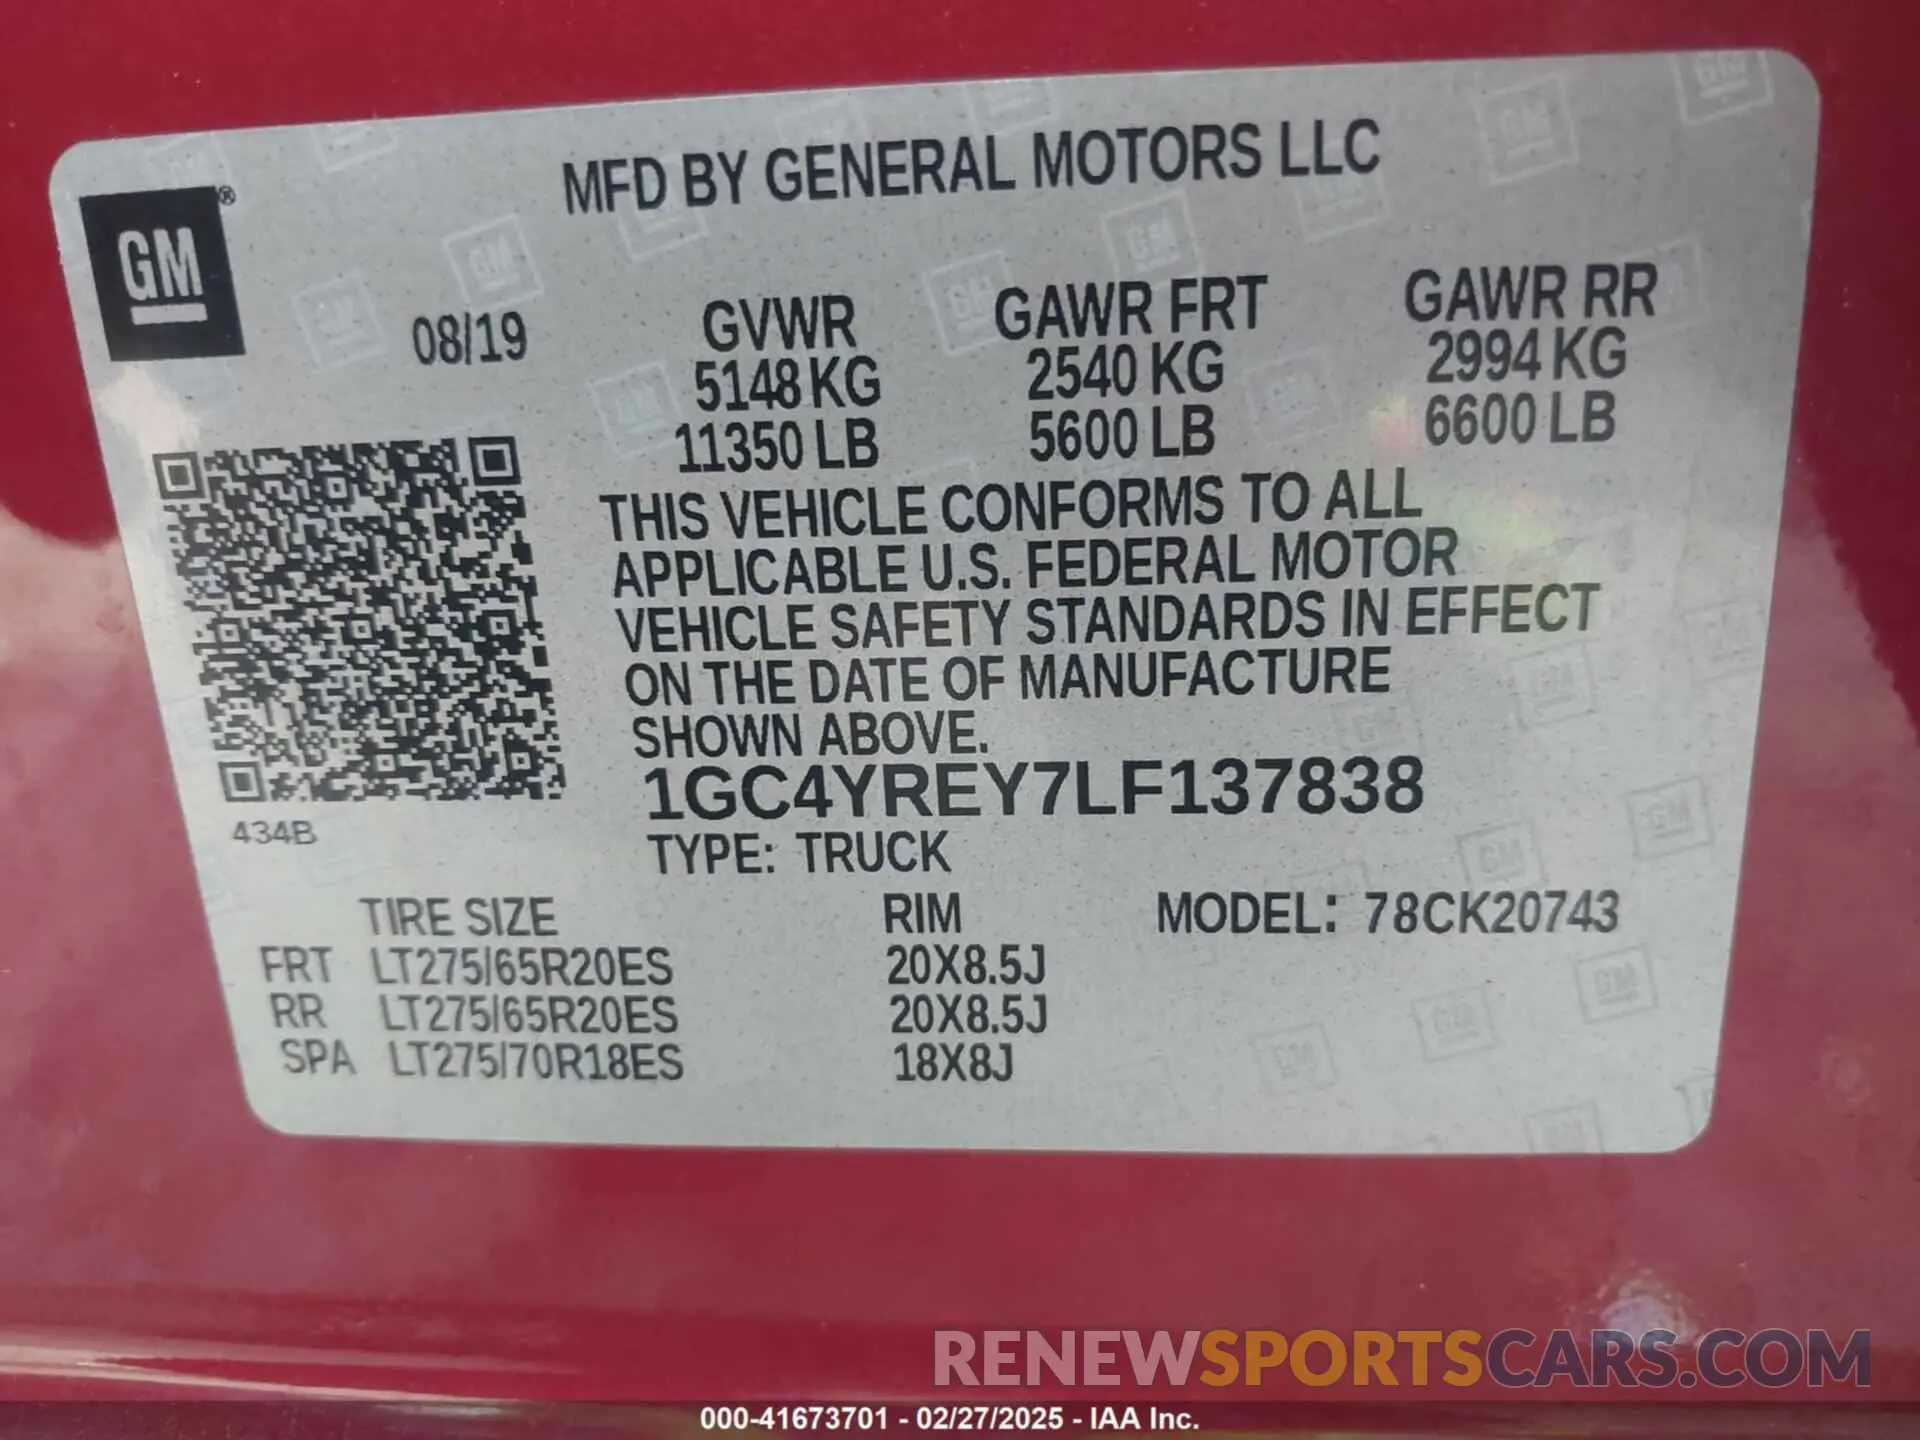 MFD BY GENERAL MOTORS LLC
GM®
08/19
GVWR GAWR FRT GAWR RR
5148 KG 2540 KG 2994 KG
11350 LB 5600 LB 6600 LB
THIS VEHICLE CONFORMS TO ALL
APPLICABLE U.S. FEDERAL MOTOR
VEHICLE SAFETY STANDARDS IN EFFECT
ON THE DATE OF MANUFACTURE
SHOWN ABOVE.
1GC4YREY7LF137838
434B
TYPE: TRUCK
TIRE SIZE RIM MODEL: 78CK20743
FRT LT275/65R20ES 20X8.5J
RR LT275/65R20ES 20X8.5J
SPA LT275/70R18ES 18X8J
RENEWSPORTSCARS.COM
000-41673701 - 02/27/2025 - IAA Inc.